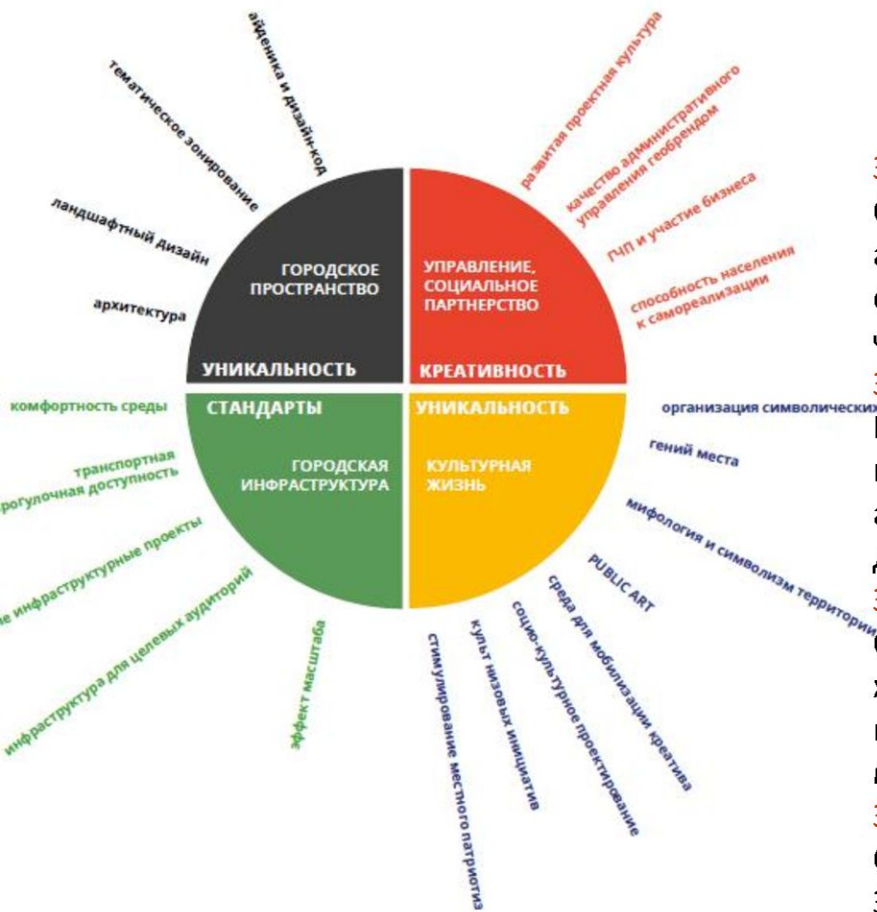 айденика и дизайн-код
тематическое зонирование
ландшафтный дизайн
архитектура
развитая проектная культура
качество административного
управления геобрендом
ГЧП и участие бизнеса
способность населения
к самореализации
ГОРОДСКОЕ
ПРОСТРАНСТВО
УНИКАЛЬНОСТЬ
УПРАВЛЕНИЕ,
СОЦИАЛЬНОЕ
ПАРТНЕРСТВО
КРЕАТИВНОСТЬ
СТАНДАРТЫ
ГОРОДСКАЯ
ИНФРАСТРУКТУРА
УНИКАЛЬНОСТЬ
КУЛЬТУРНАЯ
ЖИЗНЬ
комфортность среды
транспортная
рогулочная доступность
инфраструктурные проекты
инфраструктура для целевых аудиторий
эффект масштаба
организация символических
гений места
мифология и символизм территории
PUBLIC ART
среда для мобилизации креатива
социо-культурное проектирование
культ низовых инициатив
стимулирование местного патриотиз